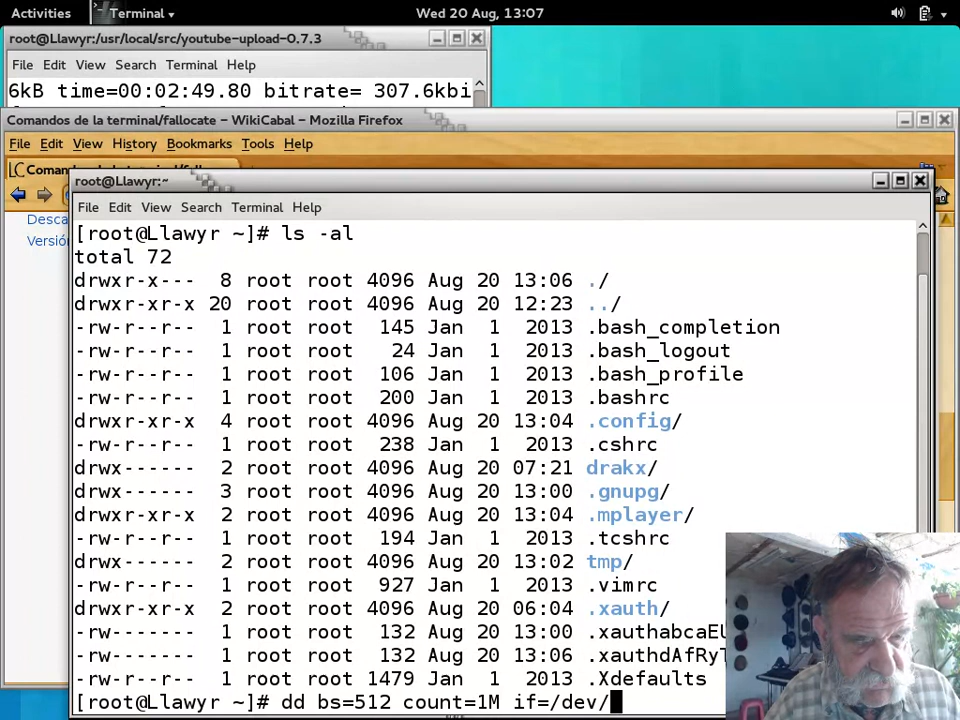 Activities Terminal Wed 20 Aug, 13:07
root@Llawyr:/usr/local/src/youtube-upload-0.7.3
File Edit View Search Terminal Help
6kB time=00:02:49.80 bitrate= 307.6kbi
Comandos de la terminal/fallocate – WikiCabal – Mozilla Firefox
File Edit View History Bookmarks Tools Help
Coman
root@Llawyr:~
File Edit View Search Terminal Help
Desca
Versión
[root@Llawyr ~]# ls -al
total 72
drwxr-x--- 8 root root 4096 Aug 20 13:06 ./
drwxr-xr-x 20 root root 4096 Aug 20 12:23 ../
-rw-r--r-- 1 root root 145 Jan 1 2013 .bash_completion
-rw-r--r-- 1 root root 24 Jan 1 2013 .bash_logout
-rw-r--r-- 1 root root 106 Jan 1 2013 .bash_profile
-rw-r--r-- 1 root root 200 Jan 1 2013 .bashrc
drwxr-xr-x 4 root root 4096 Aug 20 13:04 .config/
-rw-r--r-- 1 root root 238 Jan 1 2013 .cshrc
drwx------ 2 root root 4096 Aug 20 07:21 drakx/
drwx------ 3 root root 4096 Aug 20 13:00 .gnupg/
drwxr-xr-x 2 root root 4096 Aug 20 13:04 .mplayer/
-rw-r--r-- 1 root root 194 Jan 1 2013 .tcshrc
drwx------ 2 root root 4096 Aug 20 13:02 tmp/
-rw-r--r-- 1 root root 927 Jan 1 2013 .vimrc
drwxr-xr-x 2 root root 4096 Aug 20 06:04 .xauth/
-rw------- 1 root root 132 Aug 20 13:00 .xauthabcaEU
-rw------- 1 root root 132 Aug 20 13:00 .xauthdAfRyT
-rw-r--r-- 1 root root 1479 Jan 1 2013 .Xdefaults
[root@Llawyr ~]# dd bs=512 count=1M if=/dev/